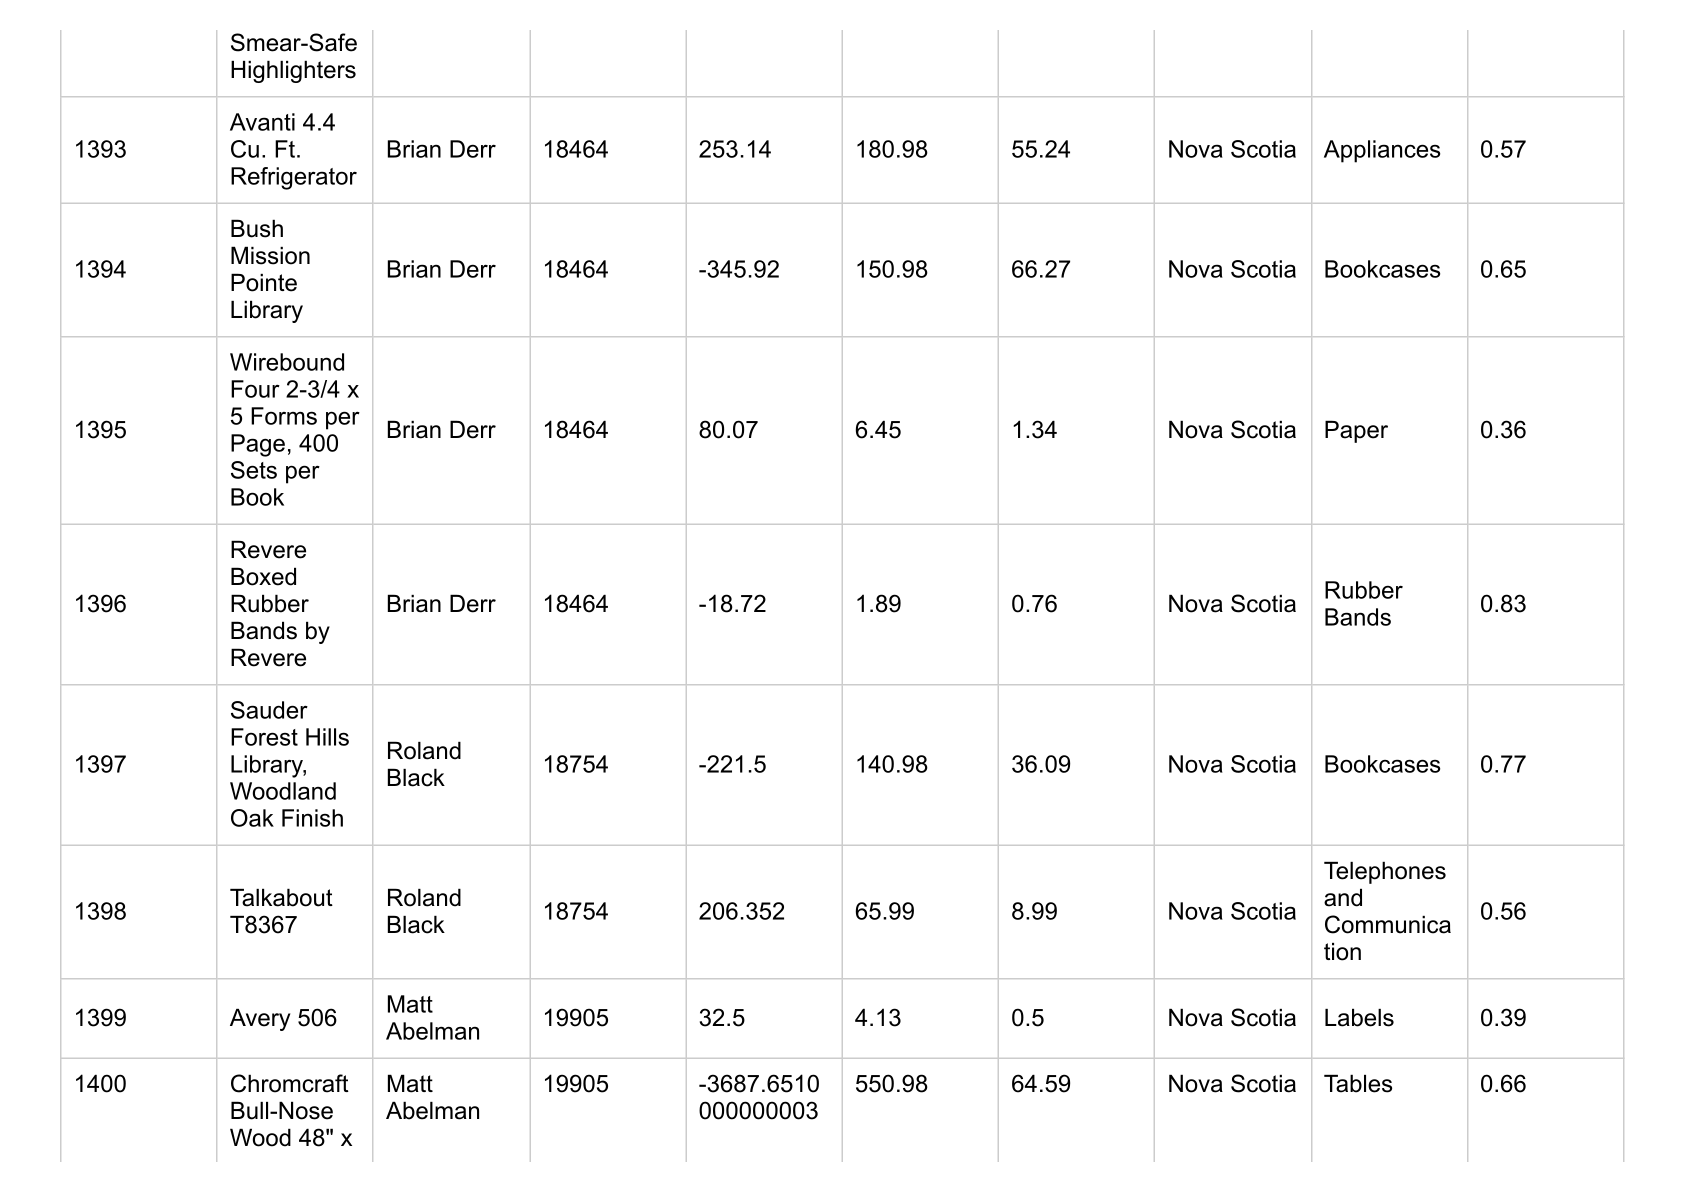 Smear-Safe
Highlighters
1393
Avanti 4.4
Cu. Ft.
Refrigerator
Brian Derr
18464
253.14
180.98
55.24
Nova Scotia
Appliances
0.57
1394
Bush
Mission
Pointe
Library
Brian Derr
18464
-345.92
150.98
66.27
Nova Scotia
Bookcases
0.65
1395
Wirebound
Four 2-3/4 x
5 Forms per
Page, 400
Sets per
Book
Brian Derr
18464
80.07
6.45
1.34
Nova Scotia
Paper
0.36
1396
Revere
Boxed
Rubber
Bands by
Revere
Brian Derr
18464
-18.72
1.89
0.76
Nova Scotia
Rubber
Bands
0.83
1397
Sauder
Forest Hills
Library,
Woodland
Oak Finish
Roland
Black
18754
-221.5
140.98
36.09
Nova Scotia
Bookcases
0.77
1398
Talkabout
T8367
Roland
Black
18754
206.352
65.99
8.99
Nova Scotia
Telephones
and
Communica
tion
0.56
1399
Avery 506
Matt
Abelman
19905
32.5
4.13
0.5
Nova Scotia
Labels
0.39
1400
Chromcraft
Bull-Nose
Wood 48" x
Matt
Abelman
19905
-3687.6510
000000003
550.98
64.59
Nova Scotia
Tables
0.66